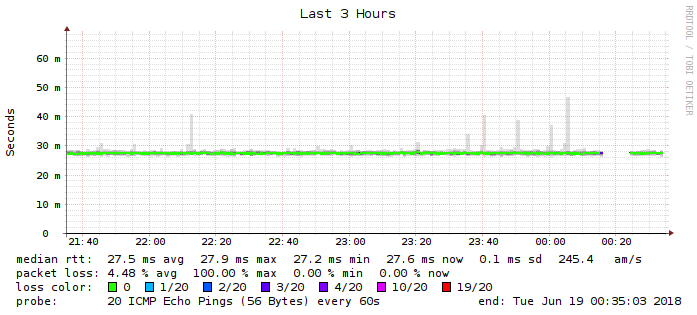 Last 3 Hours
RRDTOOL / TOBI OETIKER
Seconds
60 m
50 m
40 m
30 m
20 m
10 m
0
21:40 22:00 22:20 22:40 23:00 23:20 23:40 00:00 00:20
median rtt: 27.5 ms avg 27.9 ms max 27.2 ms min 27.6 ms now 0.1 ms sd 245.4 am/s
packet loss: 4.48 % avg 100.00 % max 0.00 % min 0.00 % now
loss color: 0 1/20 2/20 3/20 4/20 10/20 19/20
probe: 20 ICMP Echo Pings (56 Bytes) every 60s end: Tue Jun 19 00:35:03 2018